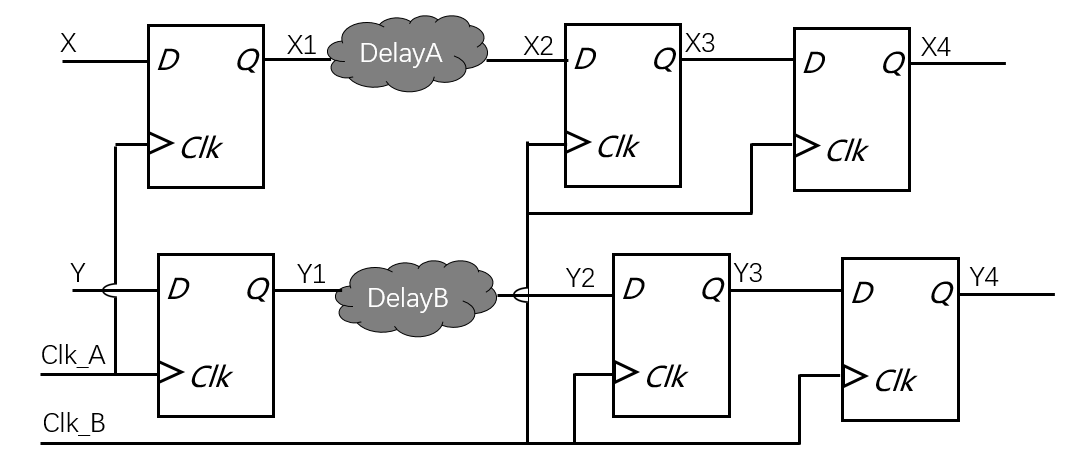 X
D
Q
Clk
X1
DelayA
X2
D
Q
Clk
X3
D
Q
Clk
X4
Y
D
Q
Clk
Y1
DelayB
Y2
D
Q
Clk
Y3
D
Q
Clk
Y4
Clk_A
Clk_B